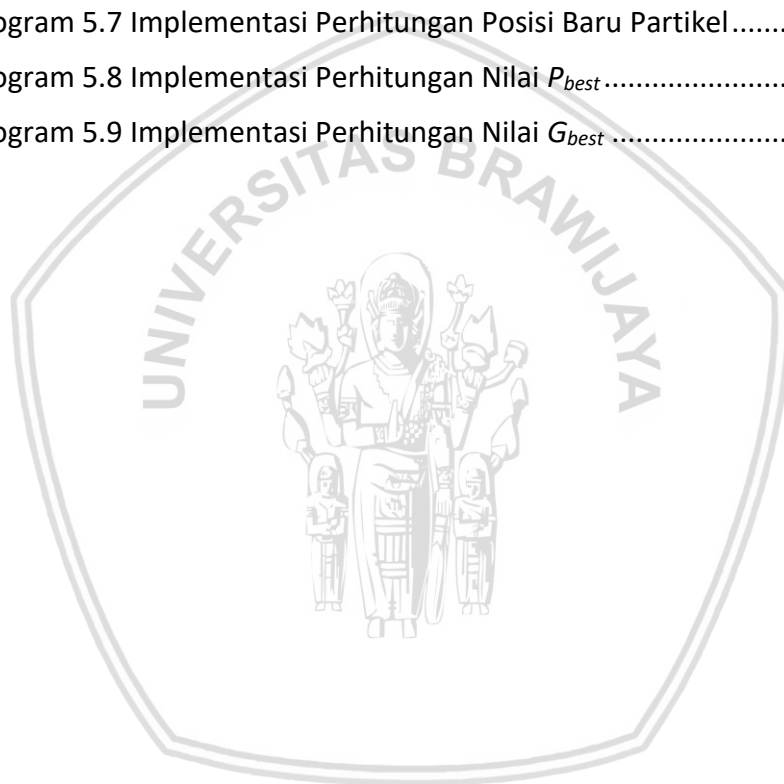 ogram 5.7 Implementasi Perhitungan Posisi Baru Partikel.......
ogram 5.8 Implementasi Perhitungan Nilai Pbest.......................
ogram 5.9 Implementasi Perhitungan Nilai Gbest ......................
UNIVERSITAS BRAWIJAYA